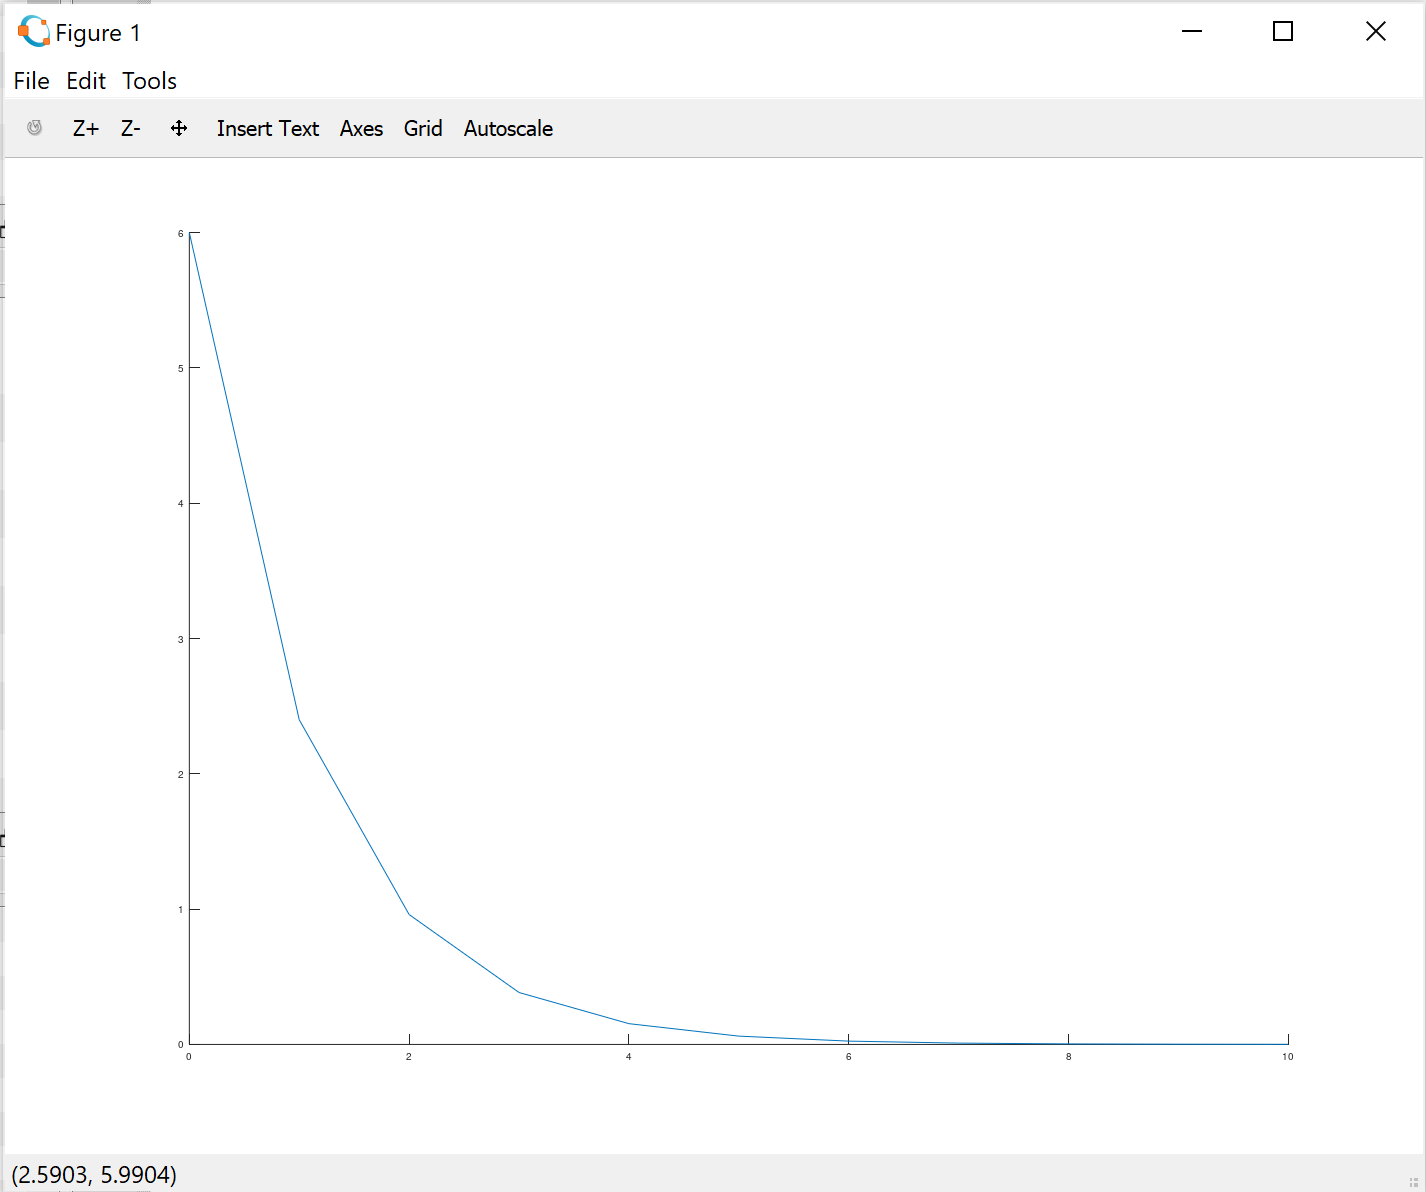 Figure 1
File Edit Tools
Z+ Z- Insert Text Axes Grid Autoscale
6
5
4
3
2
1
0
0 2 4 6 8 10
(2.5903, 5.9904)